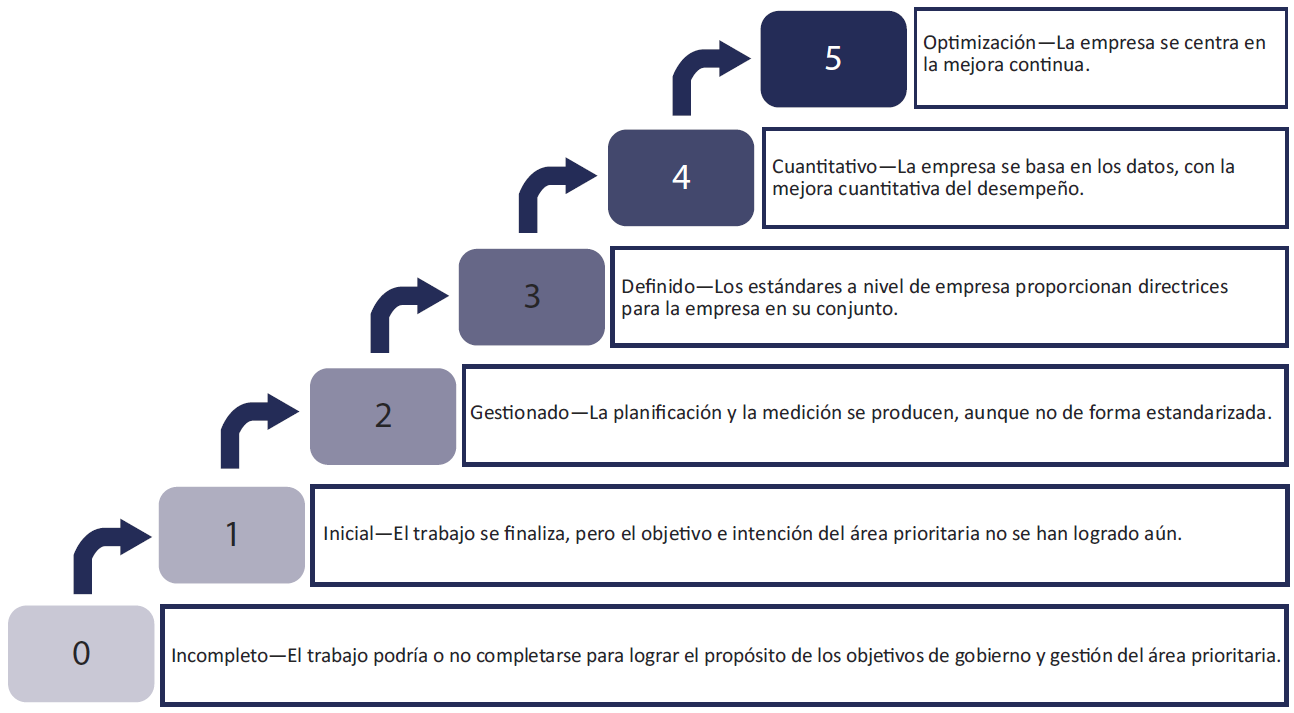 5
Optimización—La empresa se centra en
la mejora continua.
4
Cuantitativo—La empresa se basa en los datos, con la
mejora cuantitativa del desempeño.
3
Definido—Los estándares a nivel de empresa proporcionan directrices
para la empresa en su conjunto.
2
Gestionado—La planificación y la medición se producen, aunque no de forma estandarizada.
1
Inicial—El trabajo se finaliza, pero el objetivo e intención del área prioritaria no se han logrado aún.
0
Incompleto—El trabajo podría o no completarse para lograr el propósito de los objetivos de gobierno y gestión del área prioritaria.